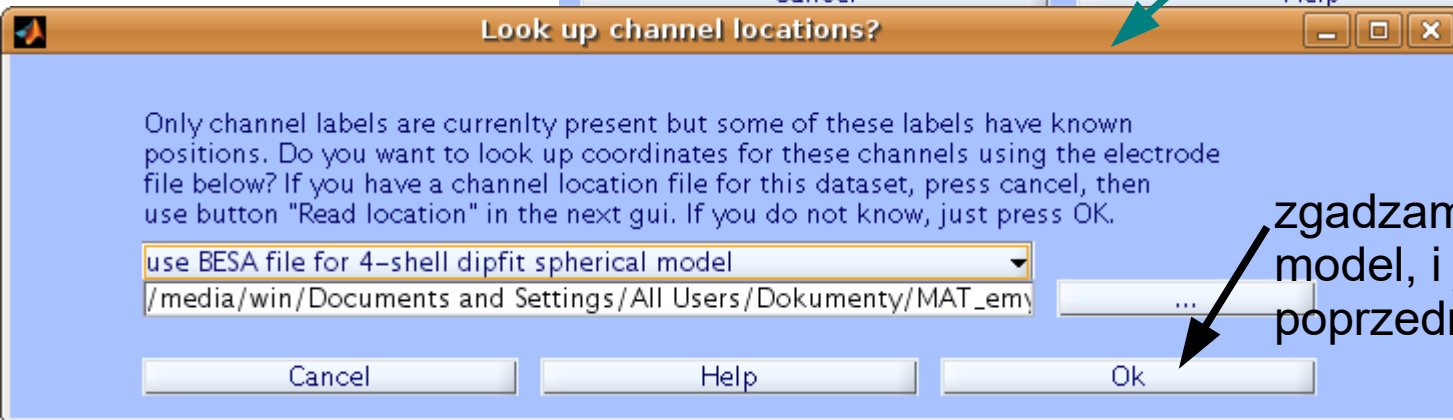 Look up channel locations?
Only channel labels are currenlty present but some of these labels have known
positions. Do you want to look up coordinates for these channels using the electrode
file below? If you have a channel location file for this dataset, press cancel, then
use button "Read location" in the next gui. If you do not know, just press OK.
use BESA file for 4-shell dipfit spherical model
/media/win/Documents and Settings/All Users/Dokumenty/MAT_emy
...
Cancel
Help
Ok
zgadzam
model, i
poprzedn